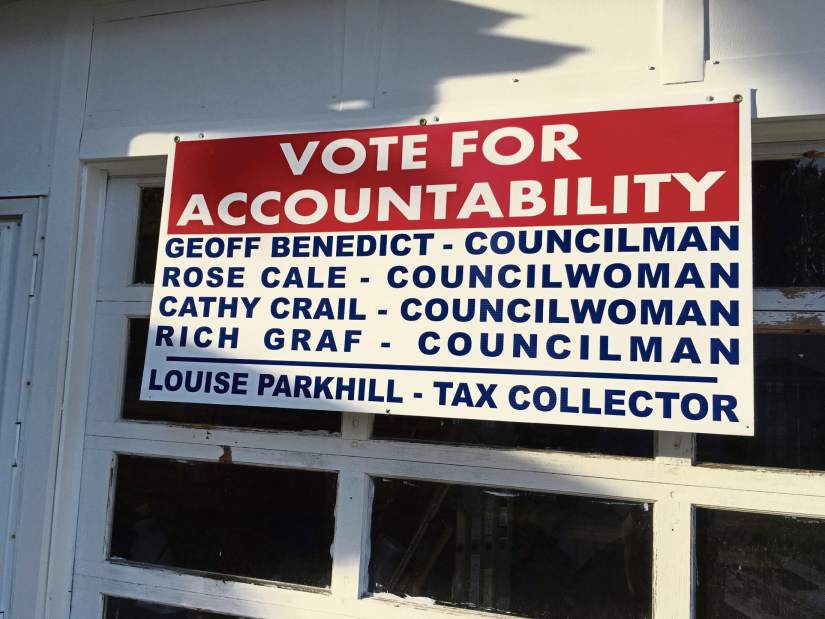 VOTE FOR
ACCOUNTABILITY
GEOFF BENEDICT - COUNCILMAN
ROSE CALE - COUNCILWOMAN
CATHY CRAIL - COUNCILWOMAN
RICH GRAF - COUNCILMAN
LOUISE PARKHILL - TAX COLLECTOR